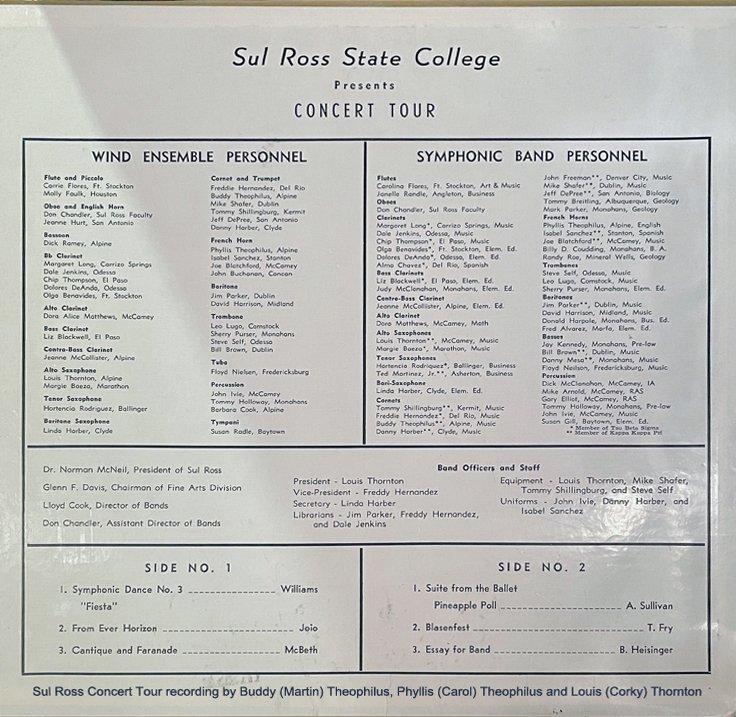 Sul Ross State College
Presents
CONCERT TOUR
WIND ENSEMBLE PERSONNEL
Flute and Piccolo
Carrie Flores, Ft. Stockton
Molly Faulk, Houston
Oboe and English Horn
Don Chandler, Sul Ross Faculty
Jeanne Hurt, San Antonio
Bassoon
Dick Ramey, Alpine
Bb Clarinet
Margaret Long, Carrizo Springs
Dale Jenkins, Odessa
Chip Thompson, El Paso
Dolores DeAnda, Odessa
Olga Benavides, Ft. Stockton
Alto Clarinet
Dora Alice Matthews, McCamey
Bass Clarinet
Liz Blackwell, El Paso
Contra-Bass Clarinet
Jeanne McCollister, Alpine
Alto Saxophone
Louis Thornton, Alpine
Margie Baeza, Marathon
Tenor Saxophone
Hortencia Rodriguez, Ballinger
Baritone Saxophone
Linda Harber, Clyde
Cornet and Trumpet
Freddie Hernandez, Del Rio
Buddy Theophilus, Alpine
Mike Shafer, Dublin
Tommy Shillingburg, Kermit
Jeff DePree, San Antonio
Danny Harber, Clyde
French Horn
Phyllis Theophilus, Alpine
Isabel Sanchez, Stanton
Joe Blatchford, McCamey
John Buchanan, Concan
Baritone
Jim Parker, Dublin
David Harrison, Midland
Trombone
Leo Lugo, Comstock
Sherry Purser, Monahans
Steve Self, Odessa
Bill Brown, Dublin
Tuba
Floyd Nielsen, Fredericksburg
Percussion
John Ivie, McCamey
Tommy Holloway, Monahans
Barbara Cook, Alpine
Tympani
Susan Radle, Baytown
SYMPHONIC BAND PERSONNEL
Flutes
Carolina Flores, Ft. Stockton, Art & Music
Janelle Randle, Angleton, Business
Oboes
Don Chandler, Sul Ross Faculty
Clarinets
Margaret Long*, Carrizo Springs, Music
Dale Jenkins, Odessa, Music
Chip Thompson*, El Paso, Music
Olga Benavides*, Ft. Stockton, Elem. Ed.
Dolores DeAnda*, Odessa, Elem. Ed.
Alma Chavez*, Del Rio, Spanish
Bass Clarinets
Liz Blackwell*, El Paso, Elem. Ed.
Judy McClanahan, Monahans, Elem. Ed.
Contra-Bass Clarinet
Jeanne McCollister, Alpine, Elem. Ed.
Alto Clarinet
Dora Matthews, McCamey, Math
Alto Saxophones
Louis Thornton**, McCamey, Music
Margie Baeza*, Marathon, Music
Tenor Saxophones
Hortencia Rodriquez*, Ballinger, Business
Ted Martinez, Jr.**, Asherton, Business
Bari-Saxophone
Linda Harber, Clyde, Elem. Ed.
Cornets
Tommy Shillingburg**, Kermit, Music
Freddie Hernandez*, Del Rio, Music
Buddy Theophilus**, Alpine, Music
Danny Harber**, Clyde, Music
John Freeman**, Denver City, Music
Mike Shafer**, Dublin, Music
Jeff DePree**, San Antonio, Biology
Tommy Breitling, Albuquerque, Geology
Mark Parker, Monahans, Geology
French Horns
Phyllis Theophilus, Alpine, English
Isabel Sanchez**, Stanton, Spanish
Joe Blatchford**, McCamey, Music
Billy D. Coulding, Monahans, B. A.
Randy Roe, Mineral Wells, Geology
Trombones
Steve Self, Odessa, Music
Leo Lugo, Comstock, Music
Sherry Purser, Monahans, Elem. Ed.
Baritones
Jim Parker**, Dublin, Music
David Harrison, Midland, Music
Donald Harpole, Monahans, Bus. Ed.
Fred Alvarez, Marfa, Elem. Ed.
Basses
Jay Kennedy, Monahans, Pre-law
Bill Brown**, Dublin, Music
Danny Mesa**, Monahans, Music
Floyd Neilson, Fredericksburg, Music
Percussion
Dick McClanahan, McCamey, IA
Mike Arnold, McCamey, RAS
Gary Elliot, McCamey, RAS
Tommy Holloway, Monahans, Pre-law
John Ivie, McCamey, Music
Susan Gill, Baytown, Elem. Ed.
* Member of Tau Beta Sigma
** Member of Kappa Kappa Psi
Dr. Norman McNeil, President of Sul Ross
Glenn F. Davis, Chairman of Fine Arts Division
Lloyd Cook, Director of Bands
Don Chandler, Assistant Director of Bands
Band Officers and Staff
President - Louis Thornton
Vice-President - Freddy Hernandez
Secretary - Linda Harber
Librarians - Jim Parker, Freddy Hernandez,
and Dale Jenkins
Equipment - Louis Thornton, Mike Shafer,
Tommy Shillingburg, and Steve Self
Uniforms - John Ivie, Danny Harber, and
Isabel Sanchez
SIDE NO. 1
1. Symphonic Dance No. 3 Williams
"Fiesta"
2. From Ever Horizon Joio
3. Cantique and Faranade McBeth
SIDE NO. 2
1. Suite from the Ballet
Pineapple Poll A. Sullivan
2. Blasenfest T. Fry
3. Essay for Band B. Heisinger
Sul Ross Concert Tour recording by Buddy (Martin) Theophilus, Phyllis (Carol) Theophilus and Louis (Corky) Thornton